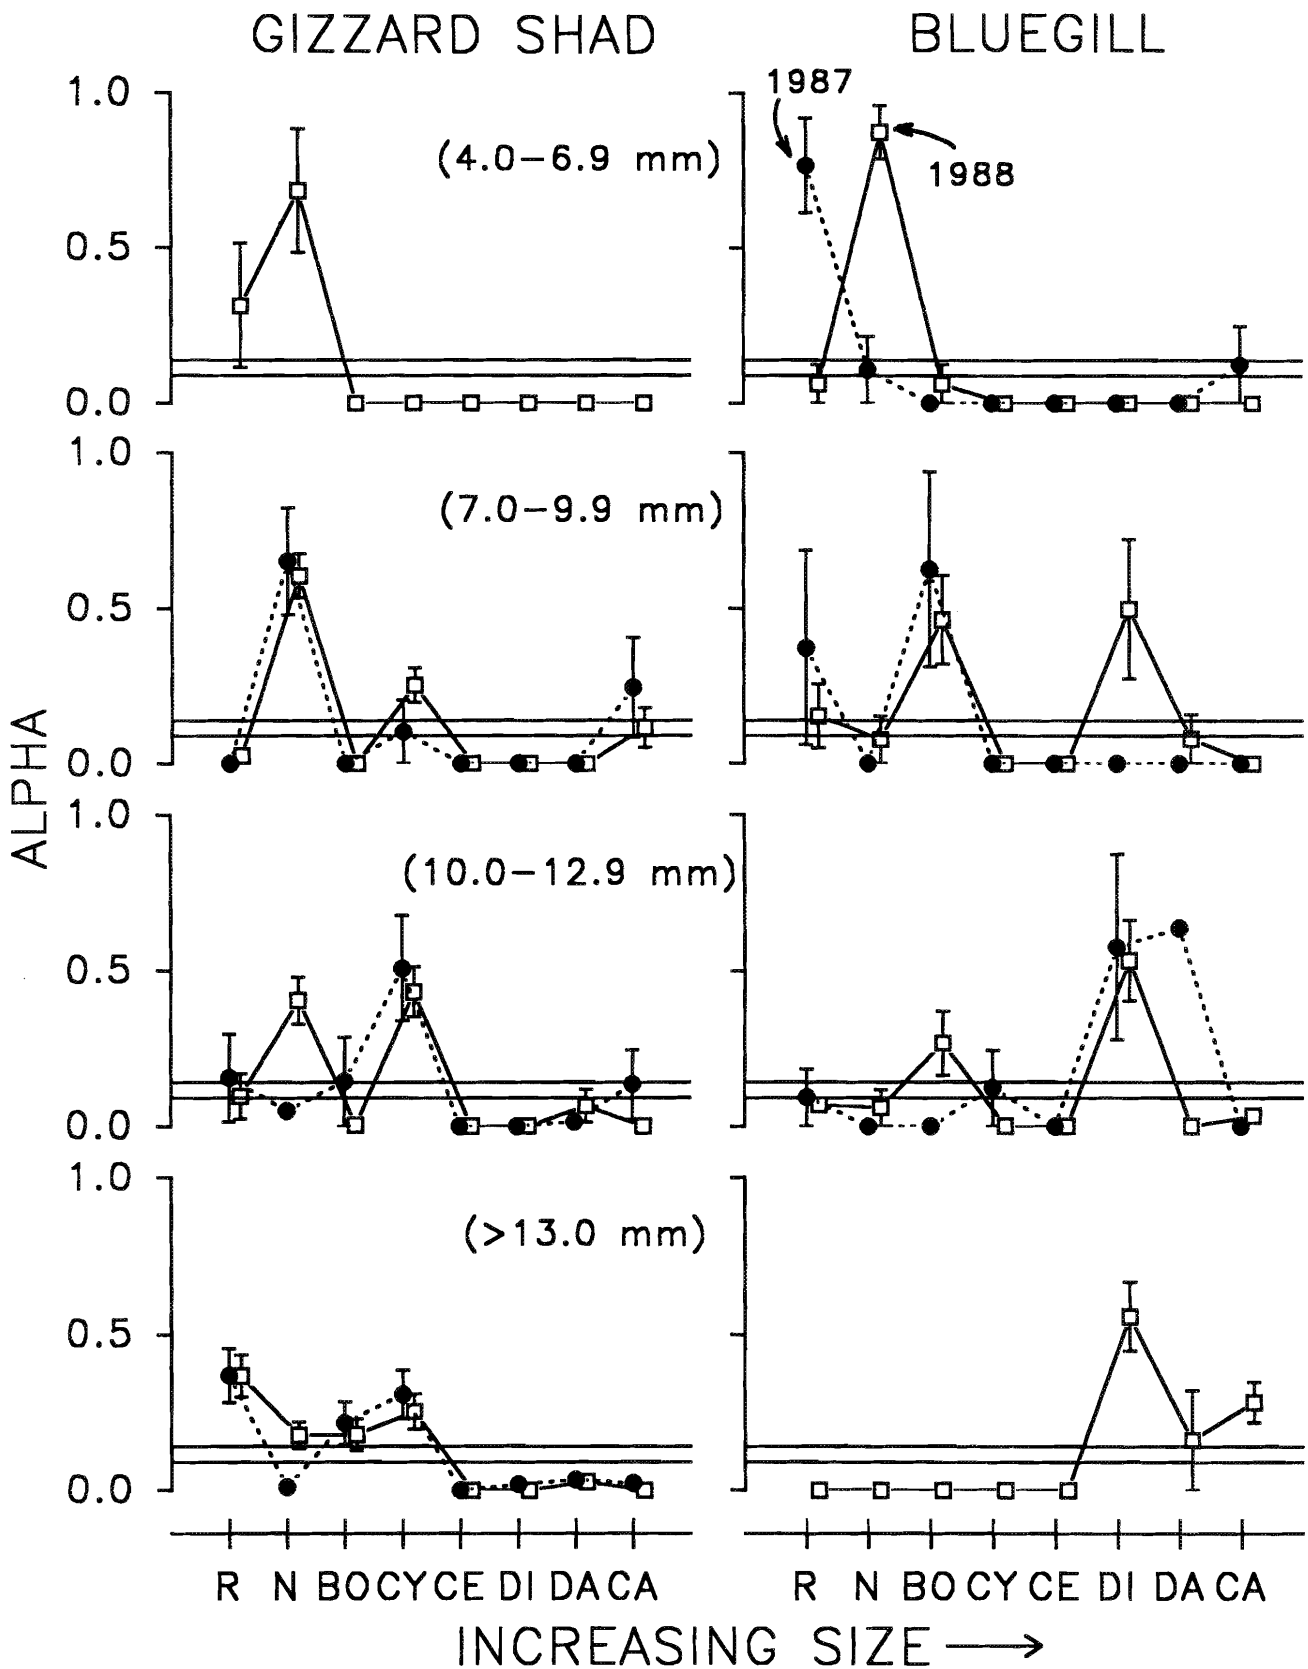 GIZZARD SHAD BLUEGILL
1987
1.0
(4.0–6.9 mm)
1988
0.5
0.0
1.0
(7.0–9.9 mm)
0.5
0.0
ALPHA
1.0
(10.0–12.9 mm)
0.5
0.0
1.0
(>13.0 mm)
0.5
0.0
R N BO CY CE DI DA CA R N BO CY CE DI DA CA
INCREASING SIZE →